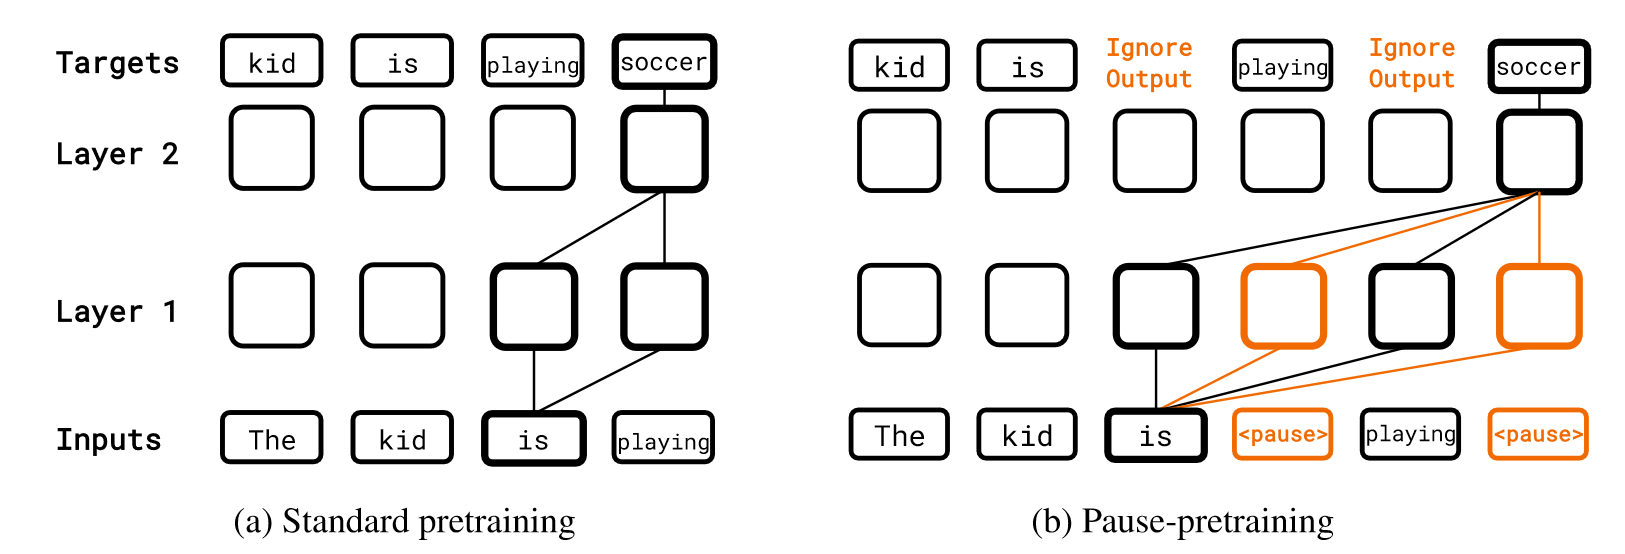 Targets kid is playing soccer
Layer 2
Layer 1
Inputs The kid is playing
(a) Standard pretraining
kid is Ignore Output playing Ignore Output soccer
The kid is <pause> playing <pause>
(b) Pause-pretraining